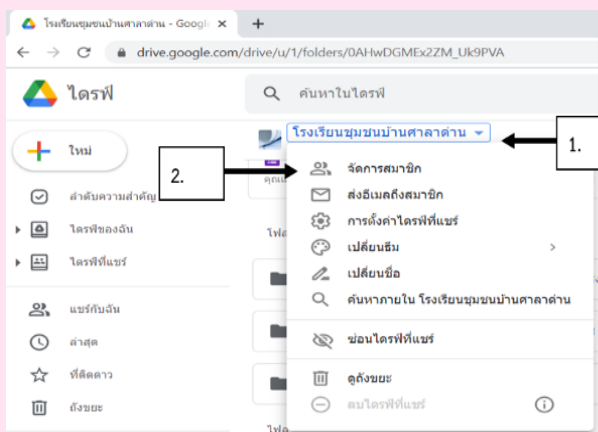 โรงเรียนชุมชนบ้านศาลาด่าน - Google
drive.google.com/drive/u/1/folders/0AHwDGMEx2ZM_Uk9PVA
ไดรฟ์
ค้นหาในไดรฟ์
โรงเรียนชุมชนบ้านศาลาด่าน
1.
ใหม่
2.
จัดการสมาชิก
ส่งอีเมลถึงสมาชิก
การตั้งค่าไดรฟ์ที่แชร์
เปลี่ยนธีม
เปลี่ยนชื่อ
ค้นหาภายใน โรงเรียนชุมชนบ้านศาลาด่าน
ซ่อนไดรฟ์ที่แชร์
ดูถังขยะ
ลบไดรฟ์ที่แชร์
ลำดับความสำคัญ
ไดรฟ์ของฉัน
ไดรฟ์ที่แชร์
แชร์กับฉัน
ล่าสุด
ที่ติดดาว
ถังขยะ